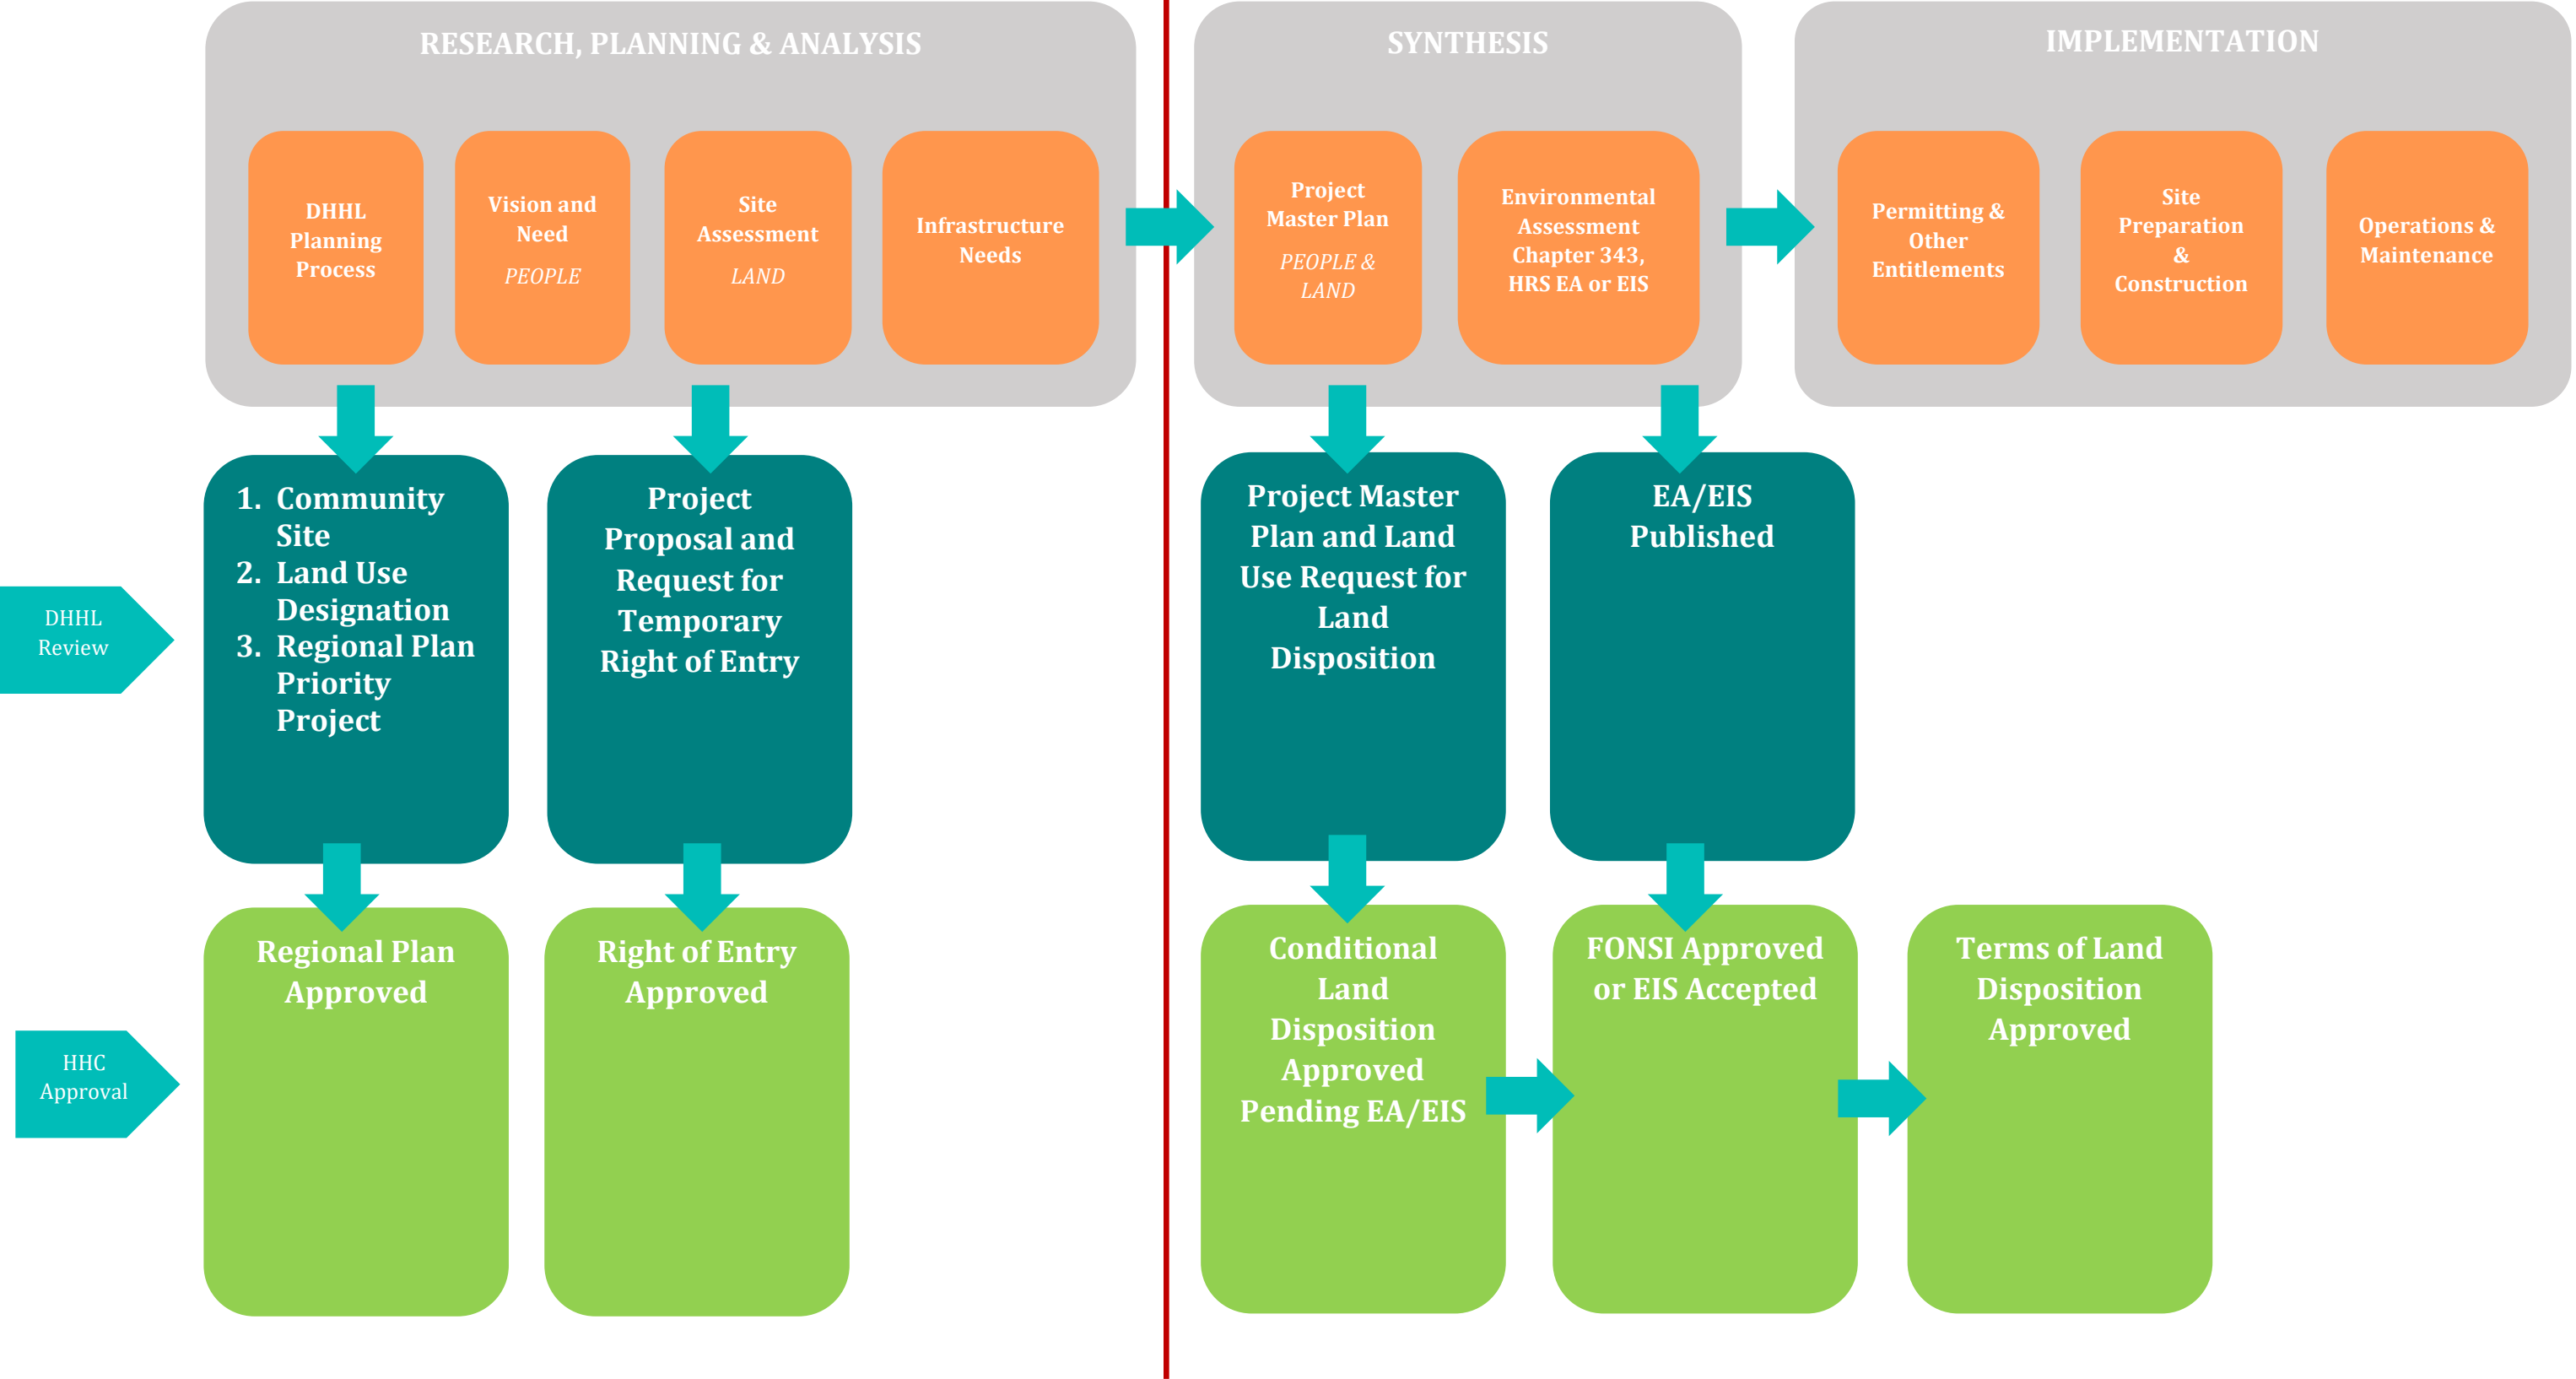 RESEARCH, PLANNING & ANALYSIS
DHHL
Planning
Process
Vision and
Need
PEOPLE
Site
Assessment
LAND
Infrastructure
Needs
SYNTHESIS
Project
Master Plan
PEOPLE &
LAND
Environmental
Assessment
Chapter 343,
HRS EA or EIS
IMPLEMENTATION
Permitting &
Other
Entitlements
Site
Preparation
&
Construction
Operations &
Maintenance
DHHL
Review
1. Community
Site
2. Land Use
Designation
3. Regional Plan
Priority
Project
Project
Proposal and
Request for
Temporary
Right of Entry
Project Master
Plan and Land
Use Request for
Land
Disposition
EA/EIS
Published
HHC
Approval
Regional Plan
Approved
Right of Entry
Approved
Conditional
Land
Disposition
Approved
Pending EA/EIS
FONSI Approved
or EIS Accepted
Terms of Land
Disposition
Approved